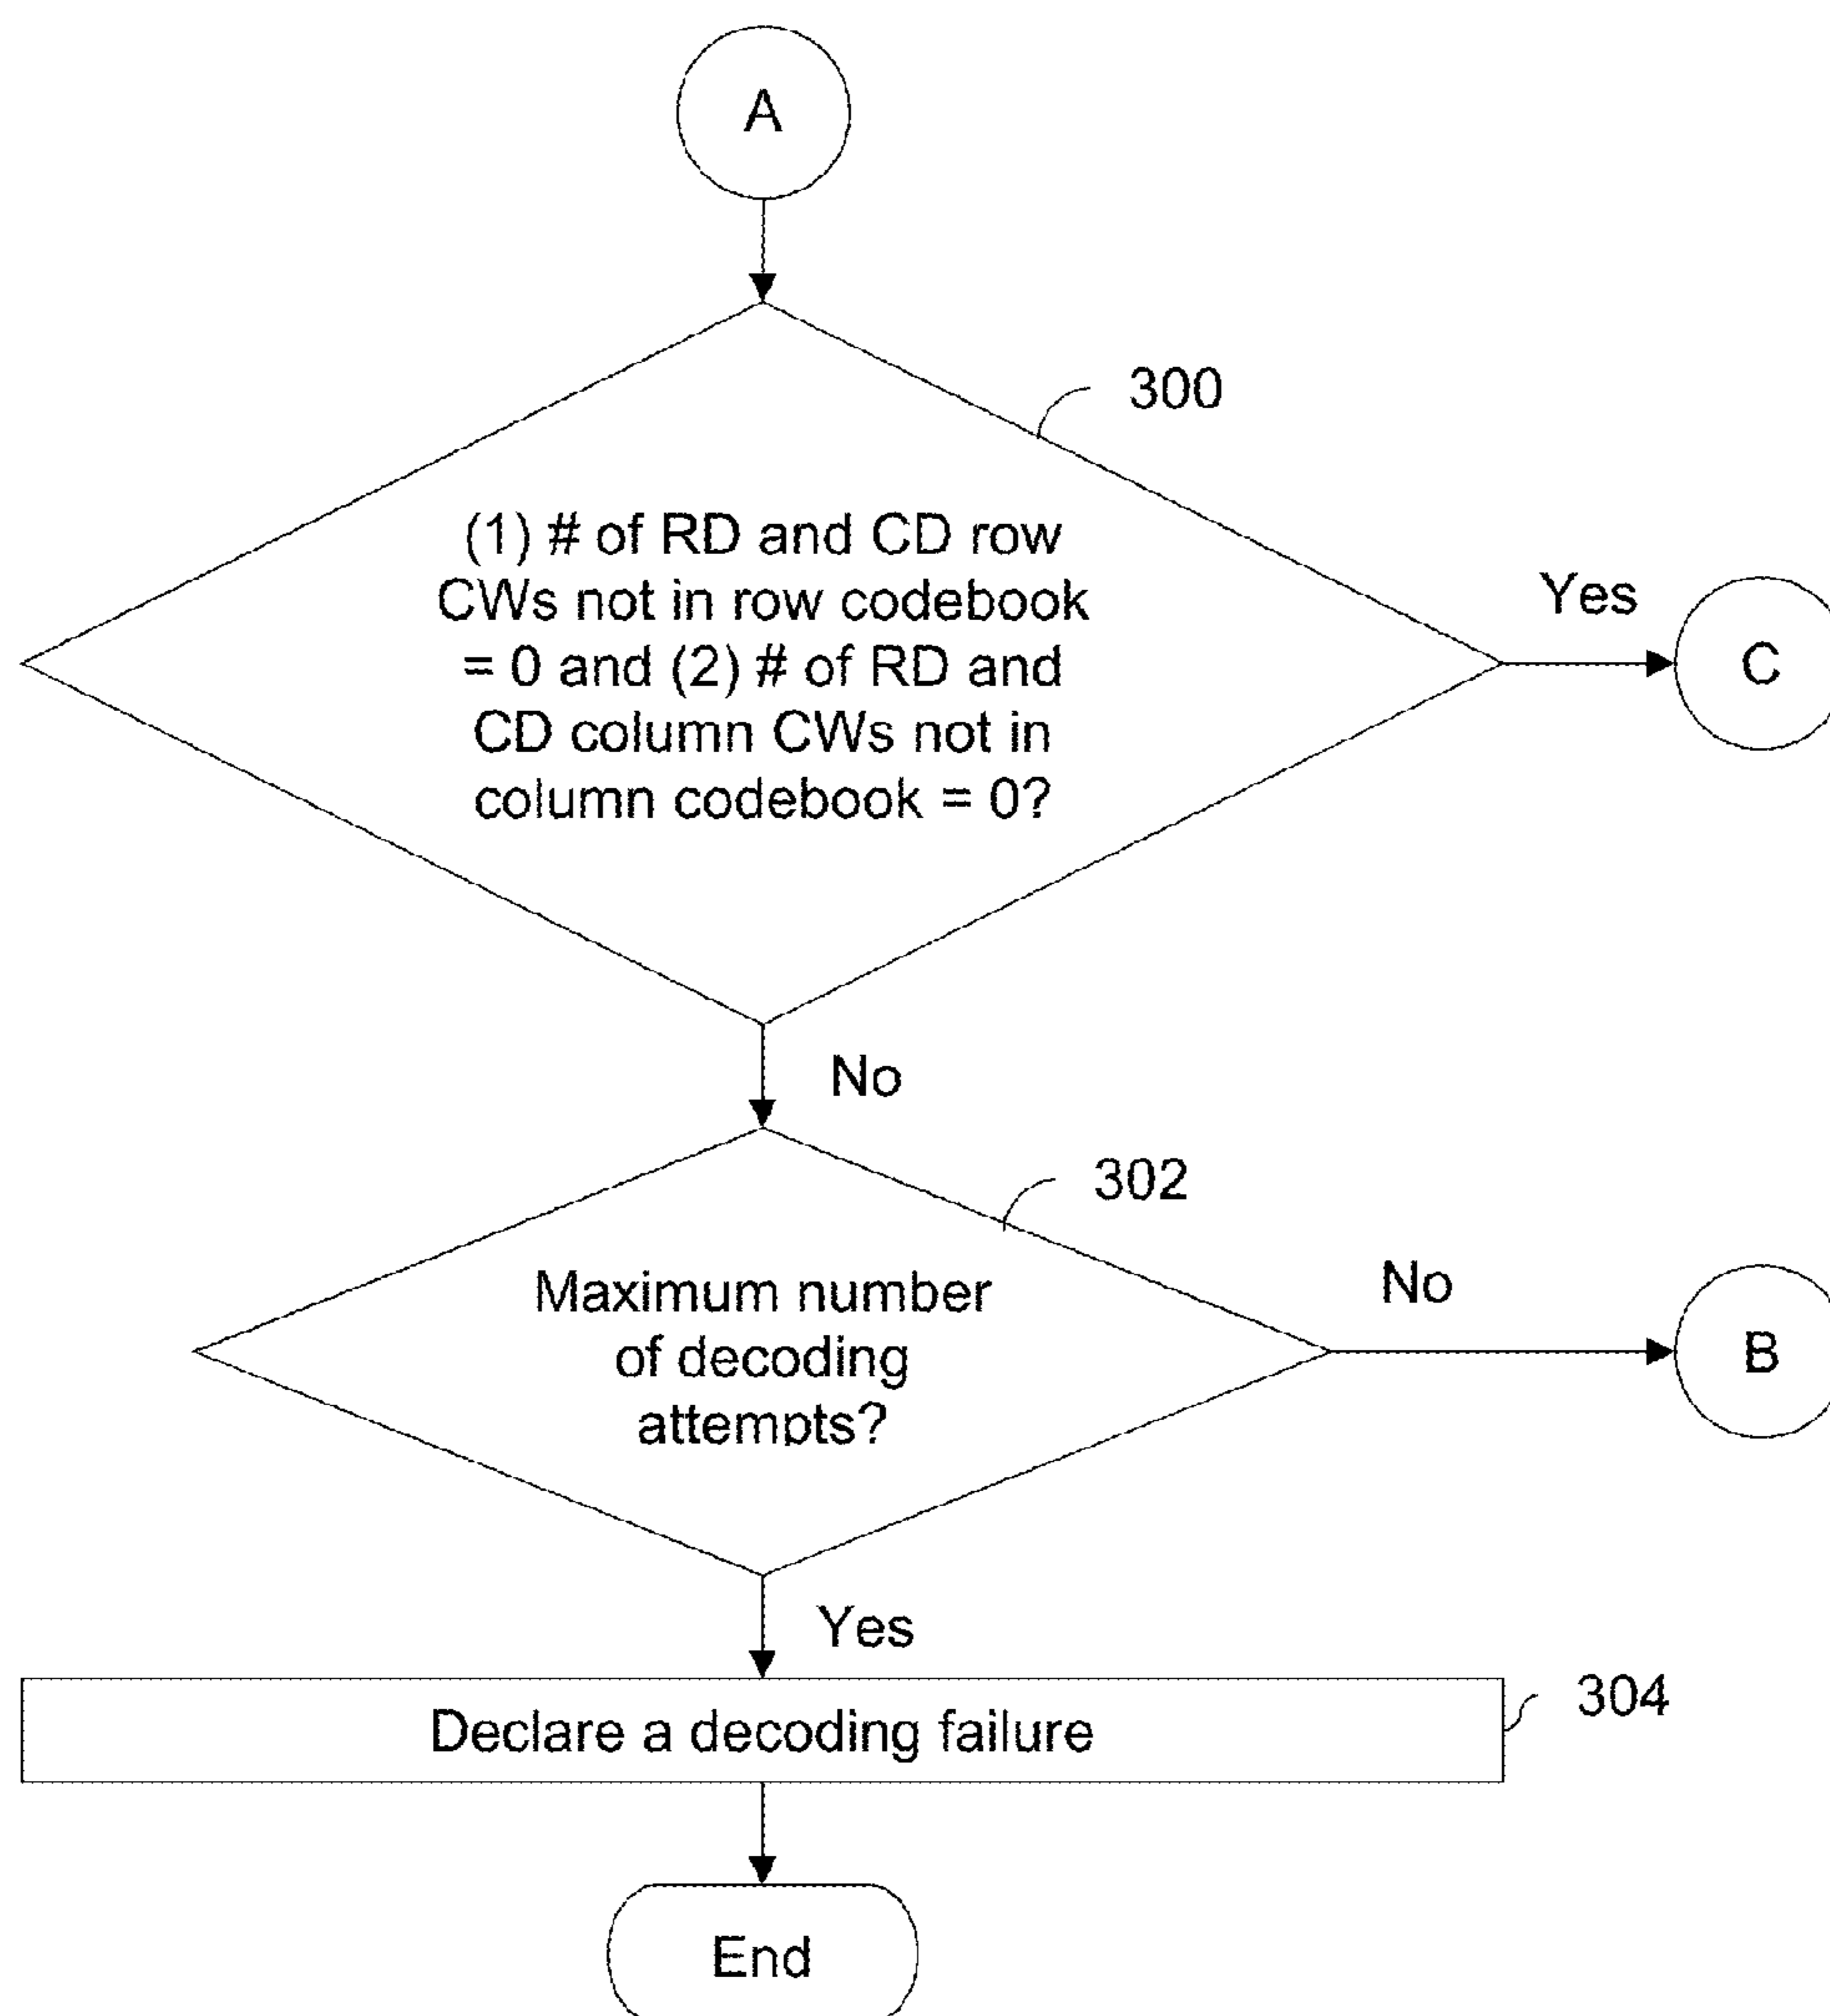 A
300
(1) # of RD and CD row
CWs not in row codebook
= 0 and (2) # of RD and
CD column CWs not in
column codebook = 0?
Yes
C
No
302
Maximum number
of decoding
attempts?
No
B
Yes
304
Declare a decoding failure
End